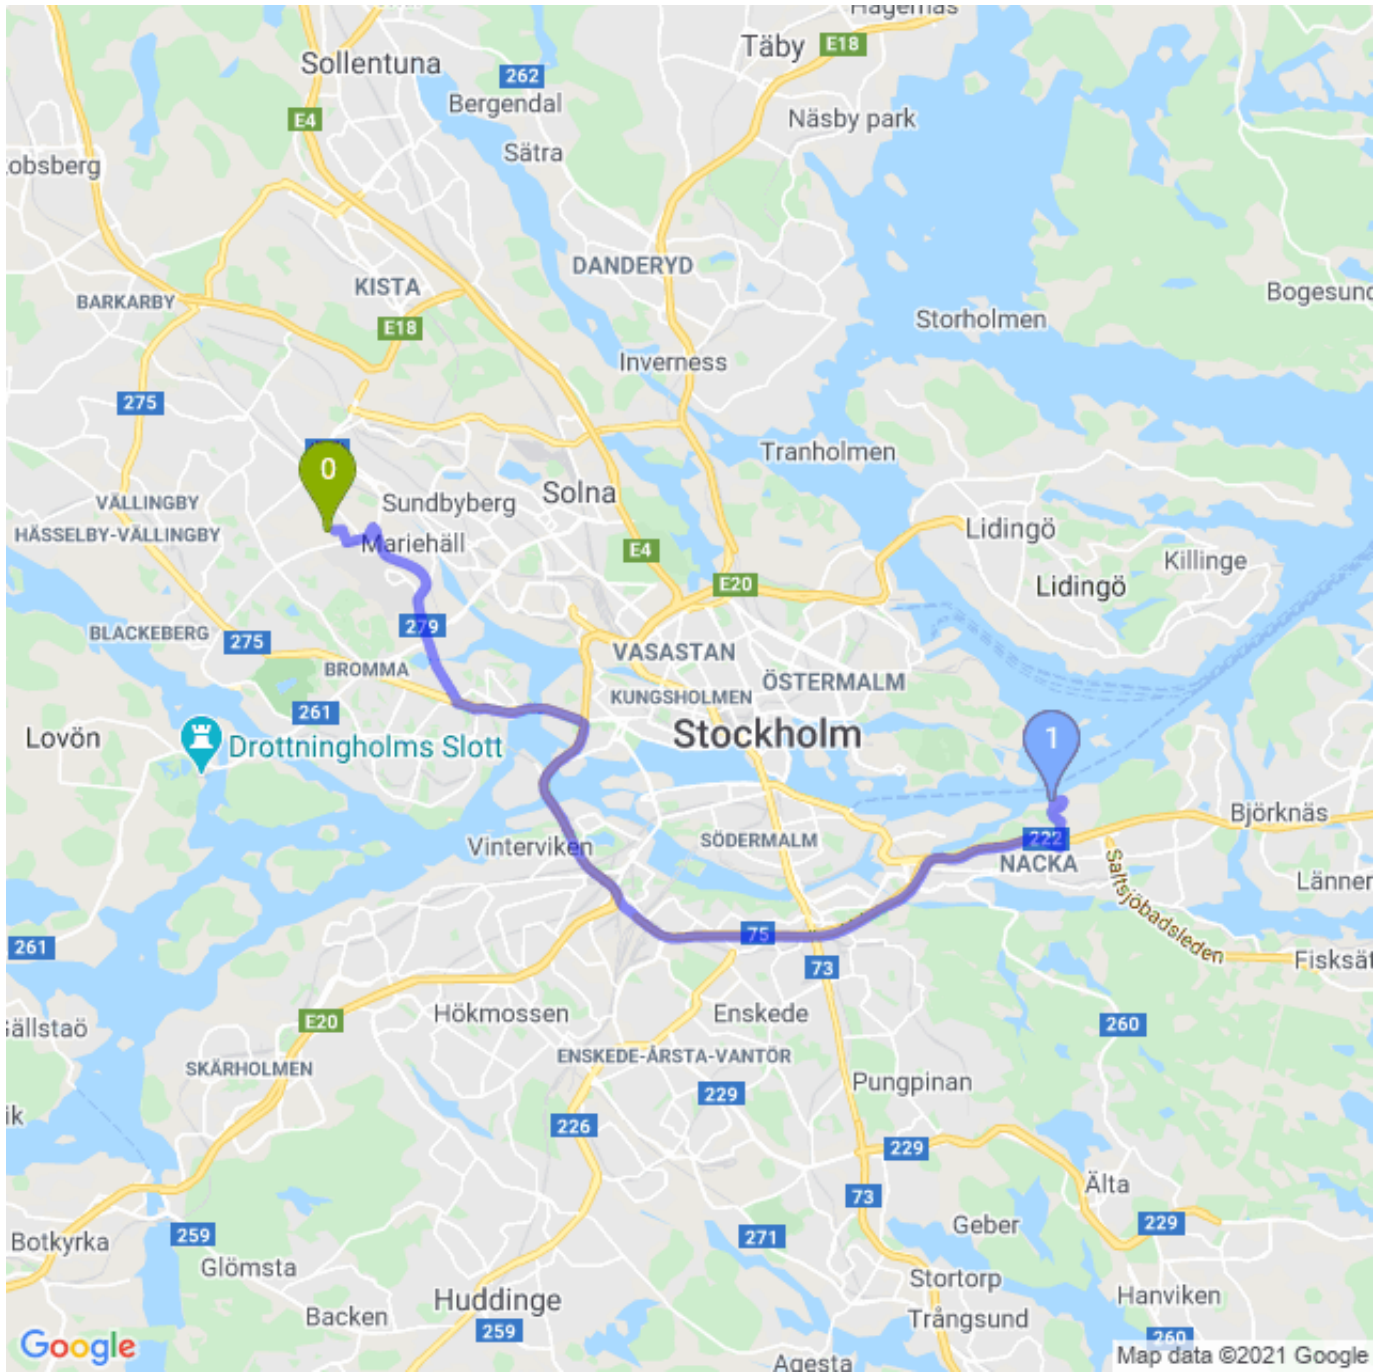 Hägernäs
Täby
E18
Sollentuna
262
Bergendal
E4
Näsby park
Sätra
obsberg
DANDERYD
KISTA
BARKARBY
Bogesund
Storholmen
E18
Inverness
275
Tranholmen
0
Solna
Sundbyberg
VÄLLINGBY
HÄSSELBY-VÄLLINGBY
Mariehäll
Lidingö
E4
Killinge
E20
Lidingö
BLACKEBERG
279
275
VASASTAN
BROMMA
ÖSTERMALM
KUNGSHOLMEN
261
Lovön
Drottningholms Slott
Stockholm
1
Björknäs
222
SÖDERMALM
Vinterviken
NACKA
Länner
Saltsjöbadsleden
75
261
73
Fisksät
Hökmossen
Enskede
E20
260
ällstaö
ENSKEDE-ÅRSTA-VANTÖR
SKÄRHOLMEN
Pungpinan
229
ik
226
229
Älta
73
229
Geber
259
271
Botkyrka
Glömsta
Stortorp
Hanviken
Huddinge
Backen
Trångsund
259
260
Google
Map data ©2021 Google
Agesta